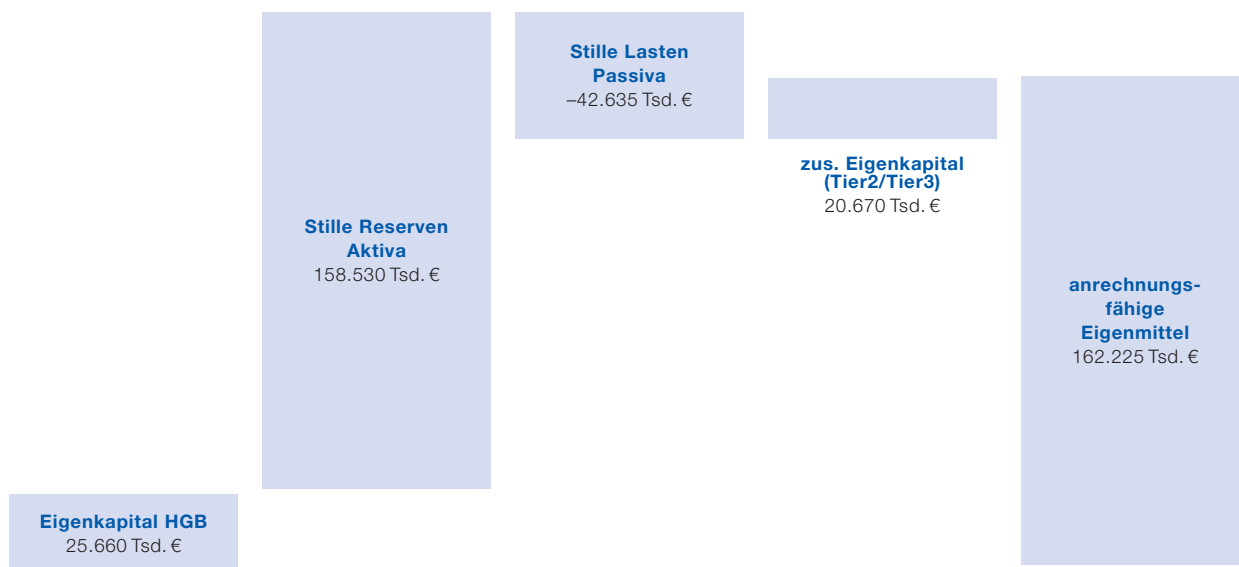 Eigenkapital HGB
25.660 Tsd. €
Stille Reserven
Aktiva
158.530 Tsd. €
Stille Lasten
Passiva
–42.635 Tsd. €
zus. Eigenkapital
(Tier2/Tier3)
20.670 Tsd. €
anrechnungs-
fähige
Eigenmittel
162.225 Tsd. €